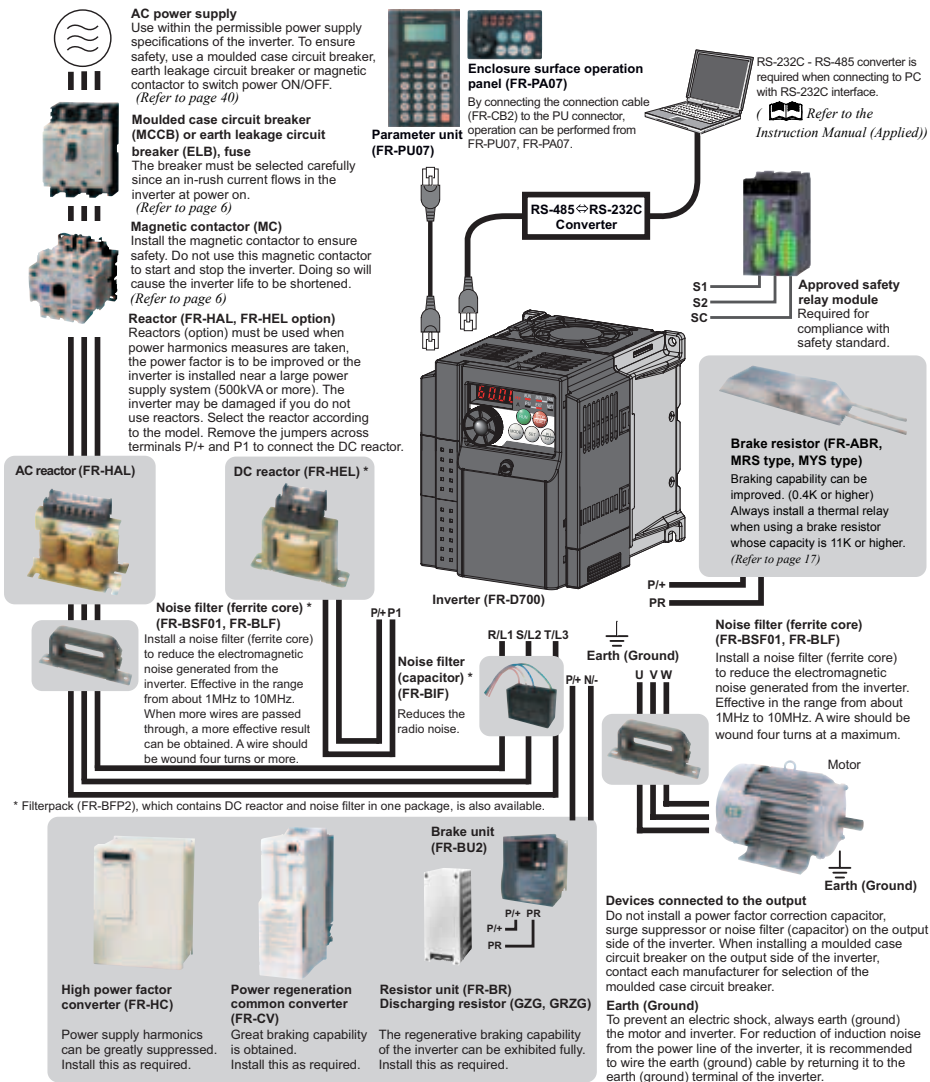 AC power supply
Use within the permissible power supply
specifications of the inverter. To ensure
safety, use a moulded case circuit breaker,
earth leakage circuit breaker or magnetic
contactor to switch power ON/OFF.
(Refer to page 40)
Moulded case circuit breaker
(MCCB) or earth leakage circuit
breaker (ELB), fuse
The breaker must be selected carefully
since an in-rush current flows in the
inverter at power on.
(Refer to page 6)
Magnetic contactor (MC)
Install the magnetic contactor to ensure
safety. Do not use this magnetic contactor
to start and stop the inverter. Doing so will
cause the inverter life to be shortened.
(Refer to page 6)
Reactor (FR-HAL, FR-HEL option)
Reactors (option) must be used when
power harmonics measures are taken,
the power factor is to be improved or the
inverter is installed near a large power
supply system (500kVA or more). The
inverter may be damaged if you do not
use reactors. Select the reactor according
to the model. Remove the jumpers across
terminals P/+ and P1 to connect the DC reactor.
Parameter unit
(FR-PU07)
Enclosure surface operation
panel (FR-PA07)
By connecting the connection cable
(FR-CB2) to the PU connector,
operation can be performed from
FR-PU07, FR-PA07.
RS-232C - RS-485 converter is
required when connecting to PC
with RS-232C interface.
( Refer to the
Instruction Manual (Applied))
RS-485⇔RS-232C
Converter
S1
S2
SC
Approved safety
relay module
Required for
compliance with
safety standard.
Brake resistor (FR-ABR,
MRS type, MYS type)
Braking capability can be
improved. (0.4K or higher)
Always install a thermal relay
when using a brake resistor
whose capacity is 11K or higher.
(Refer to page 17)
P/+
PR
Inverter (FR-D700)
AC reactor (FR-HAL)
DC reactor (FR-HEL) *
Noise filter (ferrite core) *
(FR-BSF01, FR-BLF)
Install a noise filter (ferrite core)
to reduce the electromagnetic
noise generated from the
inverter. Effective in the range
from about 1MHz to 10MHz.
When more wires are passed
through, a more effective result
can be obtained. A wire should
be wound four turns or more.
P/+ P1
Noise filter
(capacitor) *
(FR-BIF)
Reduces the
radio noise.
R/L1 S/L2 T/L3
P/+ N/-
Earth (Ground)
U V W
Noise filter (ferrite core)
(FR-BSF01, FR-BLF)
Install a noise filter (ferrite core)
to reduce the electromagnetic
noise generated from the inverter.
Effective in the range from about
1MHz to 10MHz. A wire should be
wound four turns at a maximum.
Motor
Earth (Ground)
* Filterpack (FR-BFP2), which contains DC reactor and noise filter in one package, is also available.
Brake unit
(FR-BU2)
P/+ PR
P/+
PR
High power factor
converter (FR-HC)
Power supply harmonics
can be greatly suppressed.
Install this as required.
Power regeneration
common converter
(FR-CV)
Great braking capability
is obtained.
Install this as required.
Resistor unit (FR-BR)
Discharging resistor (GZG, GRZG)
The regenerative braking capability
of the inverter can be exhibited fully.
Install this as required.
Devices connected to the output
Do not install a power factor correction capacitor,
surge suppressor or noise filter (capacitor) on the output
side of the inverter. When installing a moulded case
circuit breaker on the output side of the inverter,
contact each manufacturer for selection of the
moulded case circuit breaker.
Earth (Ground)
To prevent an electric shock, always earth (ground)
the motor and inverter. For reduction of induction noise
from the power line of the inverter, it is recommended
to wire the earth (ground) cable by returning it to the
earth (ground) terminal of the inverter.